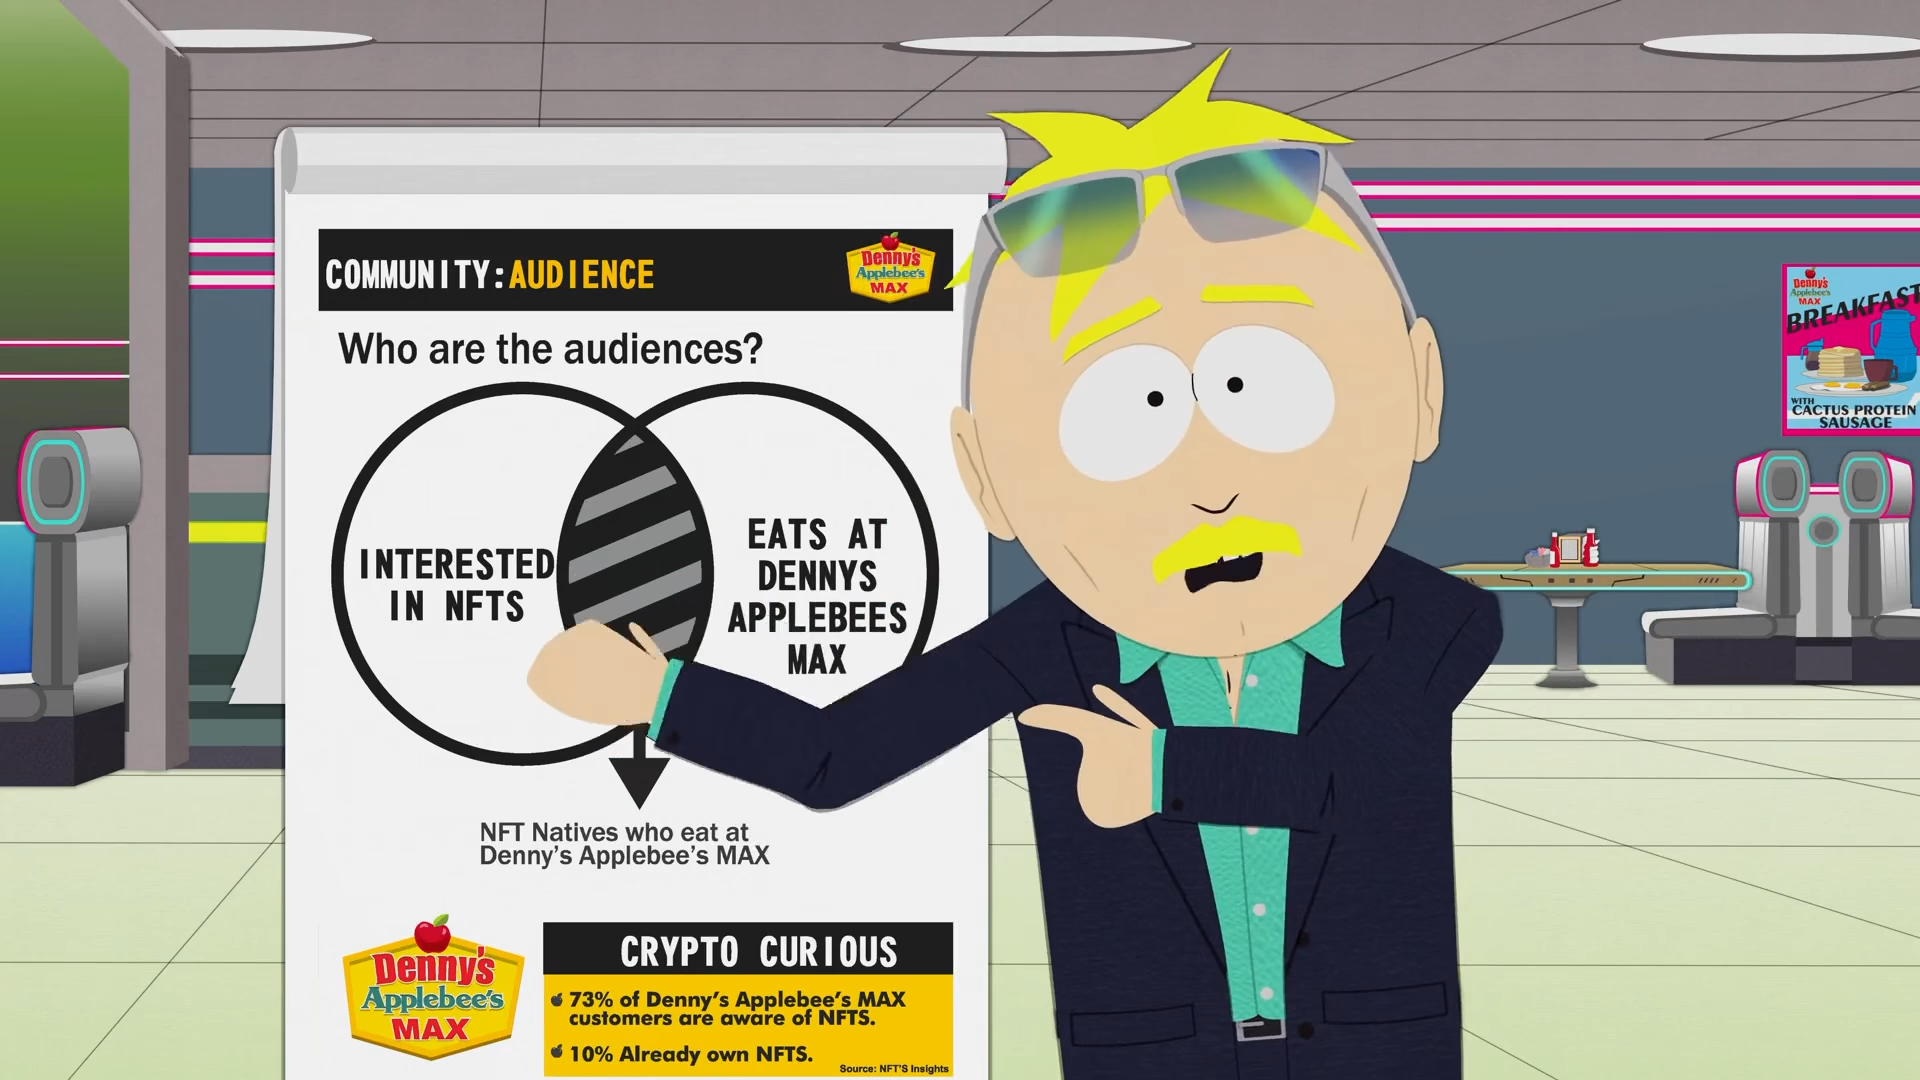 COMMUNITY:AUDIENCE
Denny's
Applebee's
MAX
Who are the audiences?
INTERESTED
IN NFTS
EATS AT
DENNYS
APPLEBEES
MAX
NFT Natives who eat at
Denny's Applebee's MAX
Denny's
Applebee's
MAX
CRYPTO CURIOUS
73% of Denny's Applebee's MAX
customers are aware of NFTS.
10% Already own NFTS.
Source: NFT'S Insights
Denny's
Applebee's
MAX
BREAKFAST
WITH
CACTUS PROTEIN
SAUSAGE